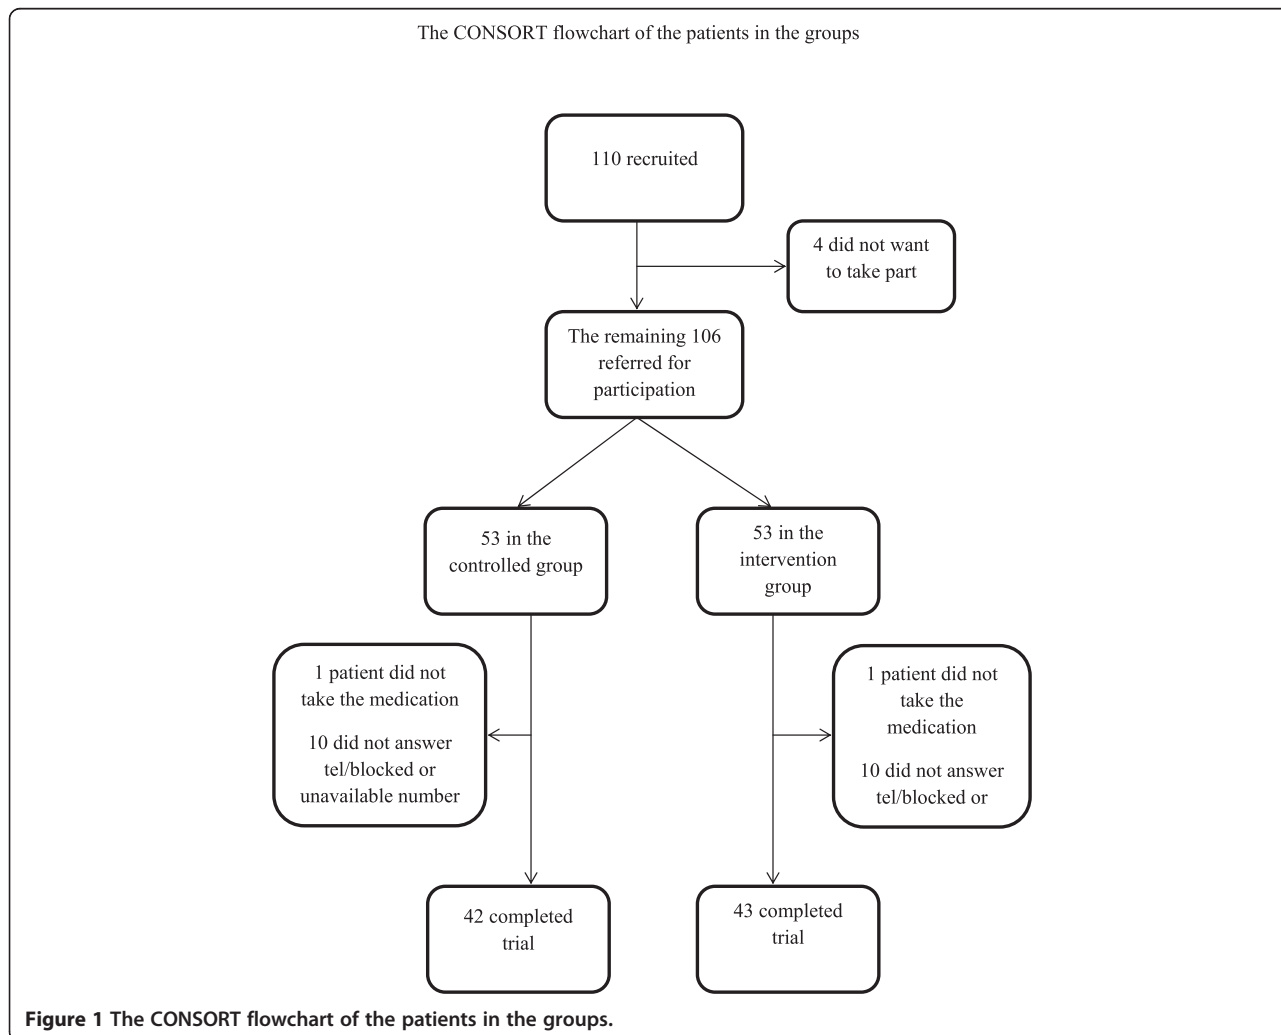 The CONSORT flowchart of the patients in the groups
110 recruited
4 did not want
to take part
The remaining 106
referred for
participation
53 in the
controlled group
53 in the
intervention
group
1 patient did not
take the medication
10 did not answer
tel/blocked or
unavailable number
1 patient did not
take the
medication
10 did not answer
tel/blocked or
42 completed
trial
43 completed
trial
Figure 1 The CONSORT flowchart of the patients in the groups.